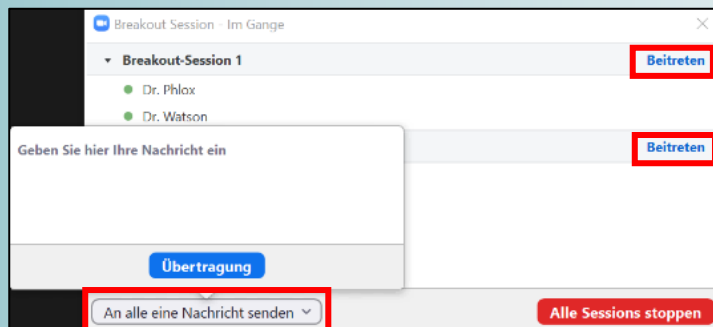 Breakout Session - Im Gange
Breakout-Session 1
Beitreten
Dr. Phlox
Dr. Watson
Geben Sie hier Ihre Nachricht ein
Beitreten
Übertragung
An alle eine Nachricht senden
Alle Sessions stoppen